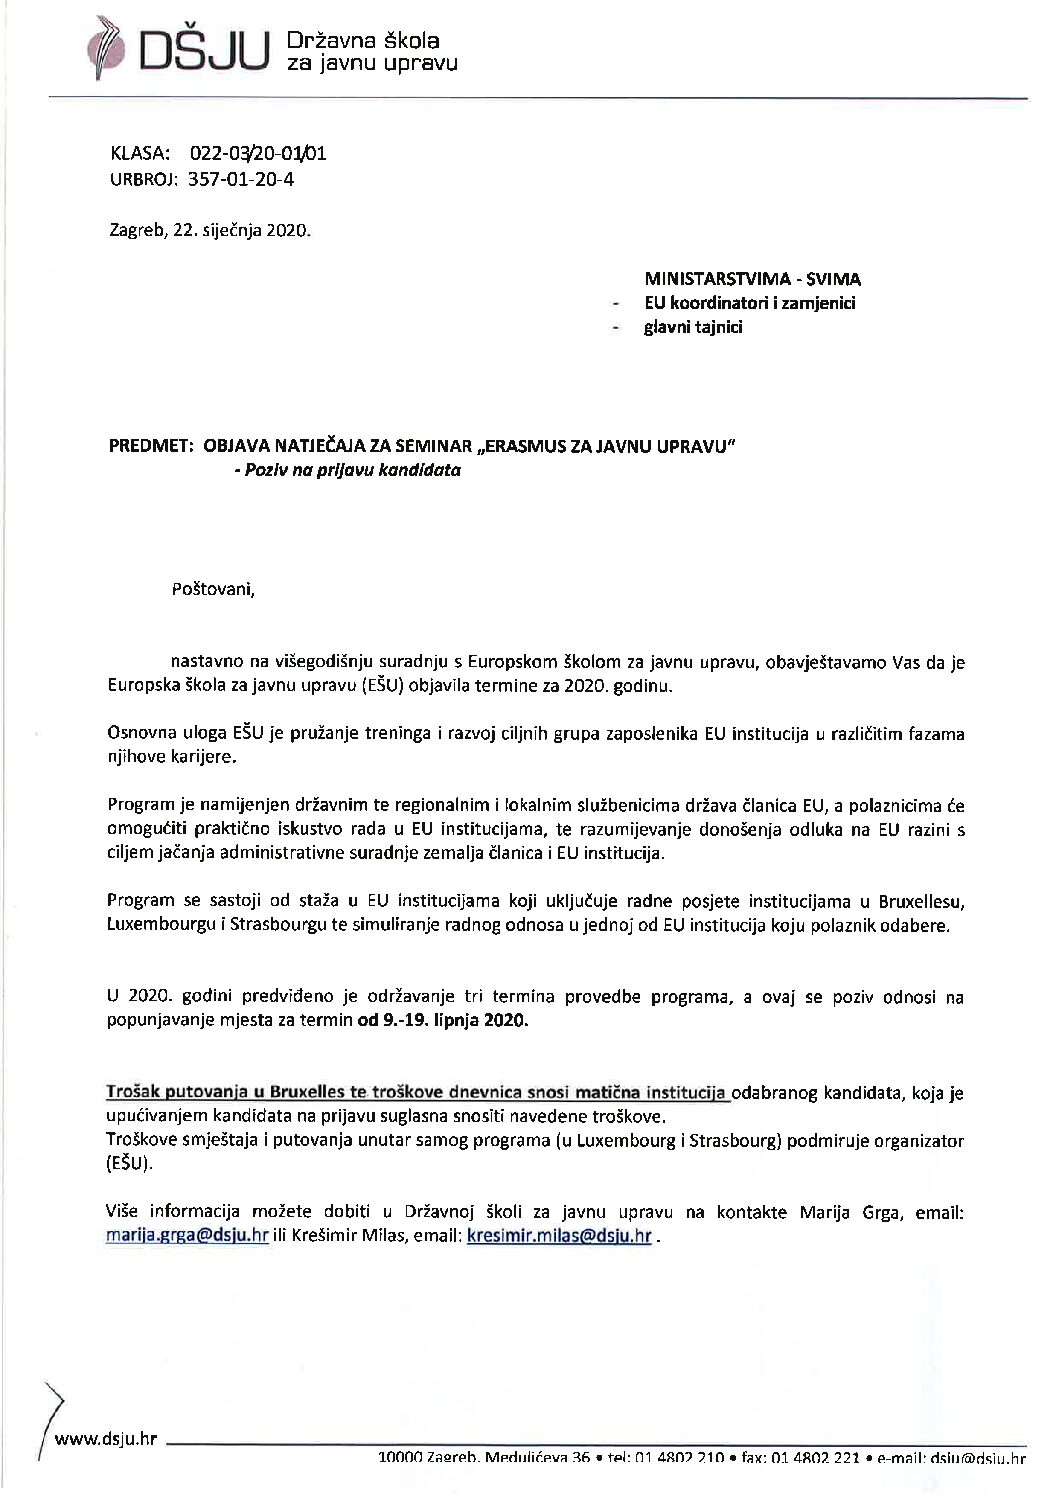 DŠJU Državna škola
za javnu upravu
KLASA: 022-03/20-01/01
URBROJ: 357-01-20-4
Zagreb, 22. siječnja 2020.
MINISTARSTVIMA - SVIMA
- EU koordinatori i zamjenici
- glavni tajnici
PREDMET: OBJAVA NATJEČAJA ZA SEMINAR „ERASMUS ZA JAVNU UPRAVU“
- Poziv na prijavu kandidata
Poštovani,
nastavno na višegodišnju suradnju s Europskom školom za javnu upravu, obavještavamo Vas da je
Europska škola za javnu upravu (EŠU) objavila termine za 2020. godinu.
Osnovna uloga EŠU je pružanje treninga i razvoj ciljnih grupa zaposlenika EU institucija u različitim fazama
njihove karijere.
Program je namijenjen državnim te regionalnim i lokalnim službenicima država članica EU, a polaznicima će
omogućiti praktično iskustvo rada u EU institucijama, te razumijevanje donošenja odluka na EU razini s
ciljem jačanja administrativne suradnje zemalja članica i EU institucija.
Program se sastoji od staža u EU institucijama koji uključuje radne posjete institucijama u Bruxellesu,
Luxembourgu i Strasbourgu te simuliranje radnog odnosa u jednoj od EU institucija koju polaznik odabere.
U 2020. godini predviđeno je održavanje tri termina provedbe programa, a ovaj se poziv odnosi na
popunjavanje mjesta za termin od 9.-19. lipnja 2020.
Trošak putovanja u Bruxelles te troškove dnevnica snosi matična institucija odabranog kandidata, koja je
upućivanjem kandidata na prijavu suglasna snositi navedene troškove.
Troškove smještaja i putovanja unutar samog programa (u Luxembourg i Strasbourg) podmiruje organizator
(EŠU).
Više informacija možete dobiti u Državnoj školi za javnu upravu na kontakte Marija Grga, email:
marija.grga@dsju.hr ili Krešimir Milas, email: kresimir.milas@dsju.hr .
www.dsju.hr
10000 Zagreb, Medulićeva 36 • tel: 01 4802 210 • fax: 01 4802 221 • e-mail: dsju@dsju.hr